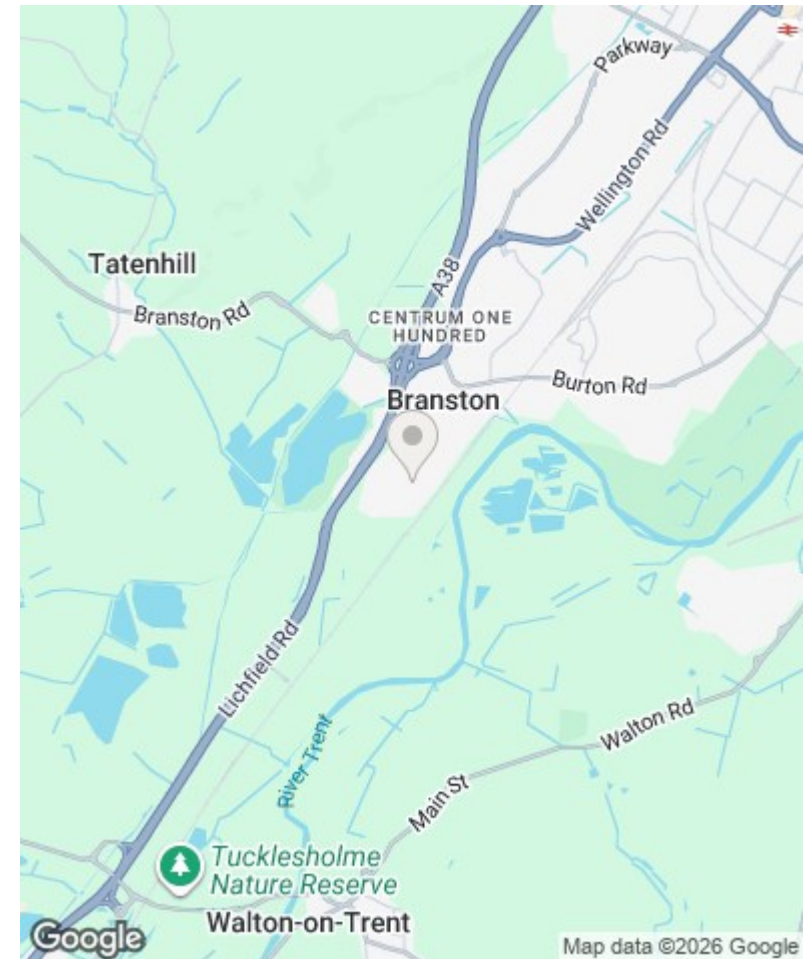 Parkway
Wellington Rd
A38
Tatenhill
Branston Rd
CENTRUM ONE
HUNDRED
Burton Rd
Branston
Lichfield Rd
River Trent
Walton Rd
Main St
Tucklesholme
Nature Reserve
Walton-on-Trent
Google
Map data ©2026 Google